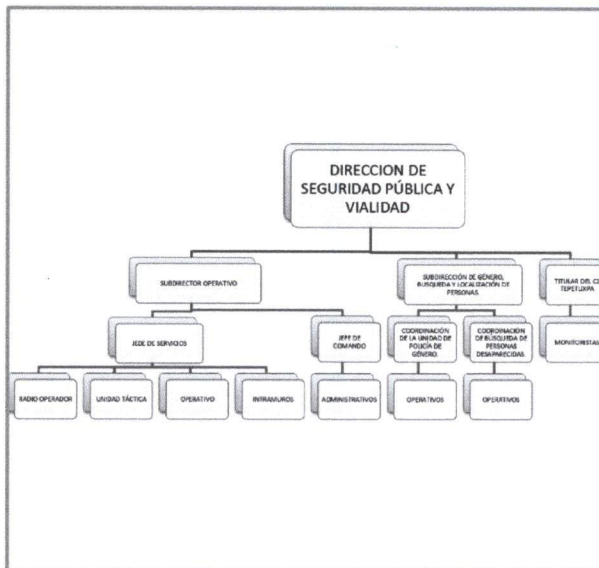 DIRECCION DE
SEGURIDAD PÚBLICA Y
VIALIDAD
SUBDIRECTOR OPERATIVO
SUBDIRECCIÓN DE GÉNERO,
BUSQUEDA Y LOCALIZACIÓN DE
PERSONAS.
TITULAR DEL
TEPETLIXPA
JEDE DE SERVICIOS
JEFE DE
COMANDO
COORDINACIÓN
DE LA UNIDAD DE
POLICÍA DE
GÉNERO.
COORDINACIÓN
DE BÚSQUEDA DE
PERSONAS
DESAPARECIDAS.
MONITORISTAS
RADIO OPERADOR
UNIDAD TÁCTICA
OPERATIVO
INTRAMUROS
ADMINISTRATIVOS
OPERATIVOS
OPERATIVOS